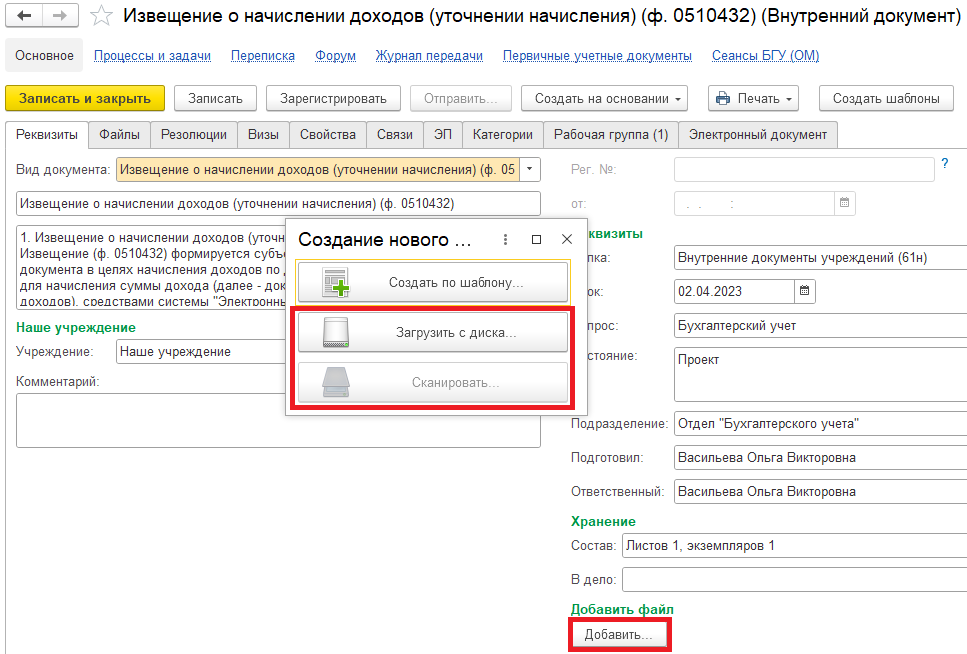 Извещение о начислении доходов (уточнении начисления) (ф. 0510432) (Внутренний документ)
Основное Процессы и задачи Переписка Форум Журнал передачи Первичные учетные документы Сеансы БГУ (ОМ)
Записать и закрыть Записать Зарегистрировать Отправить... Создать на основании Печать Создать шаблоны
Реквизиты Файлы Резолюции Визы Свойства Связи ЭП Категории Рабочая группа (1) Электронный документ
Вид документа: Извещение о начислении доходов (уточнении начисления) (ф. 05
Рег. №: ?
Извещение о начислении доходов (уточнении начисления) (ф. 0510432)
от: . . :
1. Извещение о начислении доходов (уточн
Извещение (ф. 0510432) формируется субъе
документа в целях начисления доходов по д
для начисления суммы дохода (далее - док
доходов), средствами системы "Электронны
Наше учреждение
Учреждение: Наше учреждение
Комментарий:
Создание нового ...
Создать по шаблону...
Загрузить с диска...
Сканировать...
квизиты
пка: Внутренние документы учреждений (61н)
ок: 02.04.2023
прос: Бухгалтерский учет
стояние: Проект
Подразделение: Отдел "Бухгалтерского учета"
Подготовил: Васильева Ольга Викторовна
Ответственный: Васильева Ольга Викторовна
Хранение
Состав: Листов 1, экземпляров 1
В дело:
Добавить файл
Добавить...